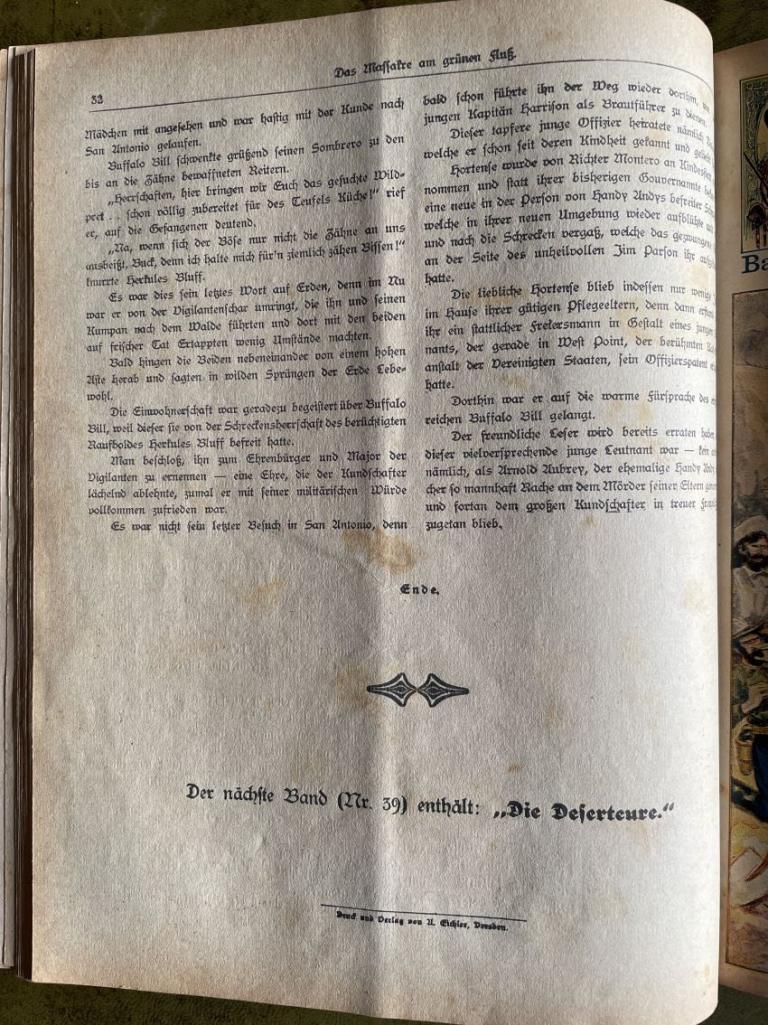 32
Das Massakre am grünen Fluß.
Mädchen mit angesehen und war hastig mit der Kunde nach
San Antonio gelaufen.
Buffalo Bill schwenkte grüßend seinen Sombrero zu den
bis an die Zähne bewaffneten Reitern.
„Herrschaften, hier bringen wir Euch das gesuchte Wild-
pret . . schon völlig zubereitet für des Teufels Küche!“ rief
er, auf die Gefangenen deutend.
„Na, wenn sich der Böse nur nicht die Zähne an uns
ausbeißt, Buck, denn ich halte mich für'n ziemlich zähen Bissen!“
knurrte Herkules Bluff.
Es war dies sein letztes Wort auf Erden, denn im Nu
war er von der Vigilantenschar umringt, die ihn und seinen
Kumpan nach dem Walde führten und dort mit den beiden
auf frischer Tat Ertappten wenig Umstände machten.
Bald hingen die Beiden nebeneinander von einem hohen
Aste herab und sagten in wilden Sprüngen der Erde Lebe-
wohl.
Die Einwohnerschaft war geradezu begeistert über Buffalo
Bill, weil dieser sie von der Schreckensherrschaft des berüchtigten
Raufboldes Herkules Bluff befreit hatte.
Man beschloß, ihn zum Ehrenbürger und Major der
Vigilanten zu ernennen — eine Ehre, die der Kundschafter
lächelnd ablehnte, zumal er mit seiner militärischen Würde
vollkommen zufrieden war.
Es war nicht sein letzter Besuch in San Antonio, denn
bald schon führte ihn der Weg wieder dorthin,
jungen Kapitän Harrison als Brautführer zu dienen.
Dieser tapfere junge Offizier heiratete nämlich
welche er schon seit deren Kindheit gekannt und
Hortense wurde von Richter Montero an Kindesstatt
nommen und statt ihrer bisherigen Gouvernante
eine neue in der Person von Handy Andys befreiter
welche in ihrer neuen Umgebung wieder aufblühte
und nach die Schrecken vergaß, welche das gezwungene
an der Seite des unheilvollen Jim Parson ihr
hatte.
Die liebliche Hortense blieb indessen nur wenige
im Hause ihrer gütigen Pflegeeltern, denn dann
ihr ein stattlicher Freiersmann in Gestalt eines jungen
nants, der gerade in West Point, der berühmten
anstalt der Vereinigten Staaten, sein Offizierspatent
hatte.
Dorthin war er auf die warme Fürsprache des
reichen Buffalo Bill gelangt.
Der freundliche Leser wird bereits erraten haben
dieser vielversprechende junge Leutnant war —
nämlich, als Arnold Aubrey, der ehemalige Handy Andy
cher so mannhaft Rache an dem Mörder seiner Eltern
und fortan dem großen Kundschafter in treuer
zugetan blieb.
Ende.
Der nächste Band (Nr. 39) enthält: „Die Deserteure.“
Druck und Verlag von A. Eichler, Dresden.
Ba